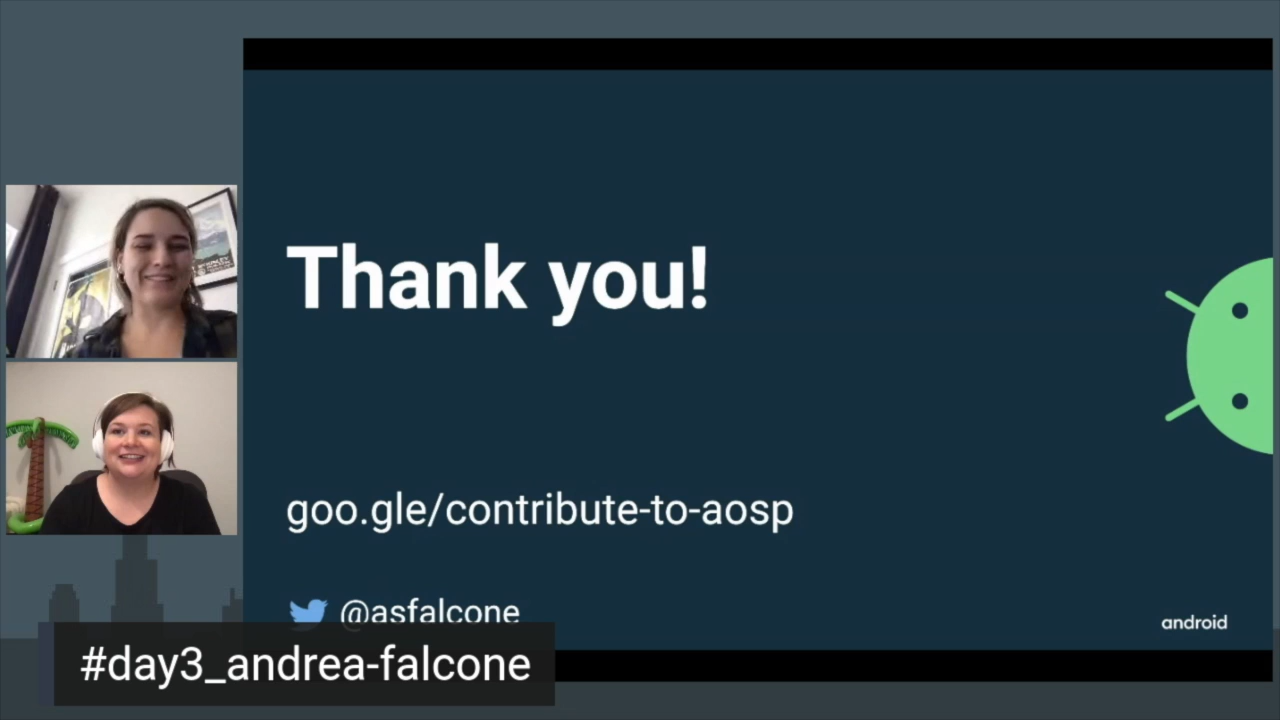 Thank you!
goo.gle/contribute-to-aosp
@asfalcone
android
#day3_andrea-falcone